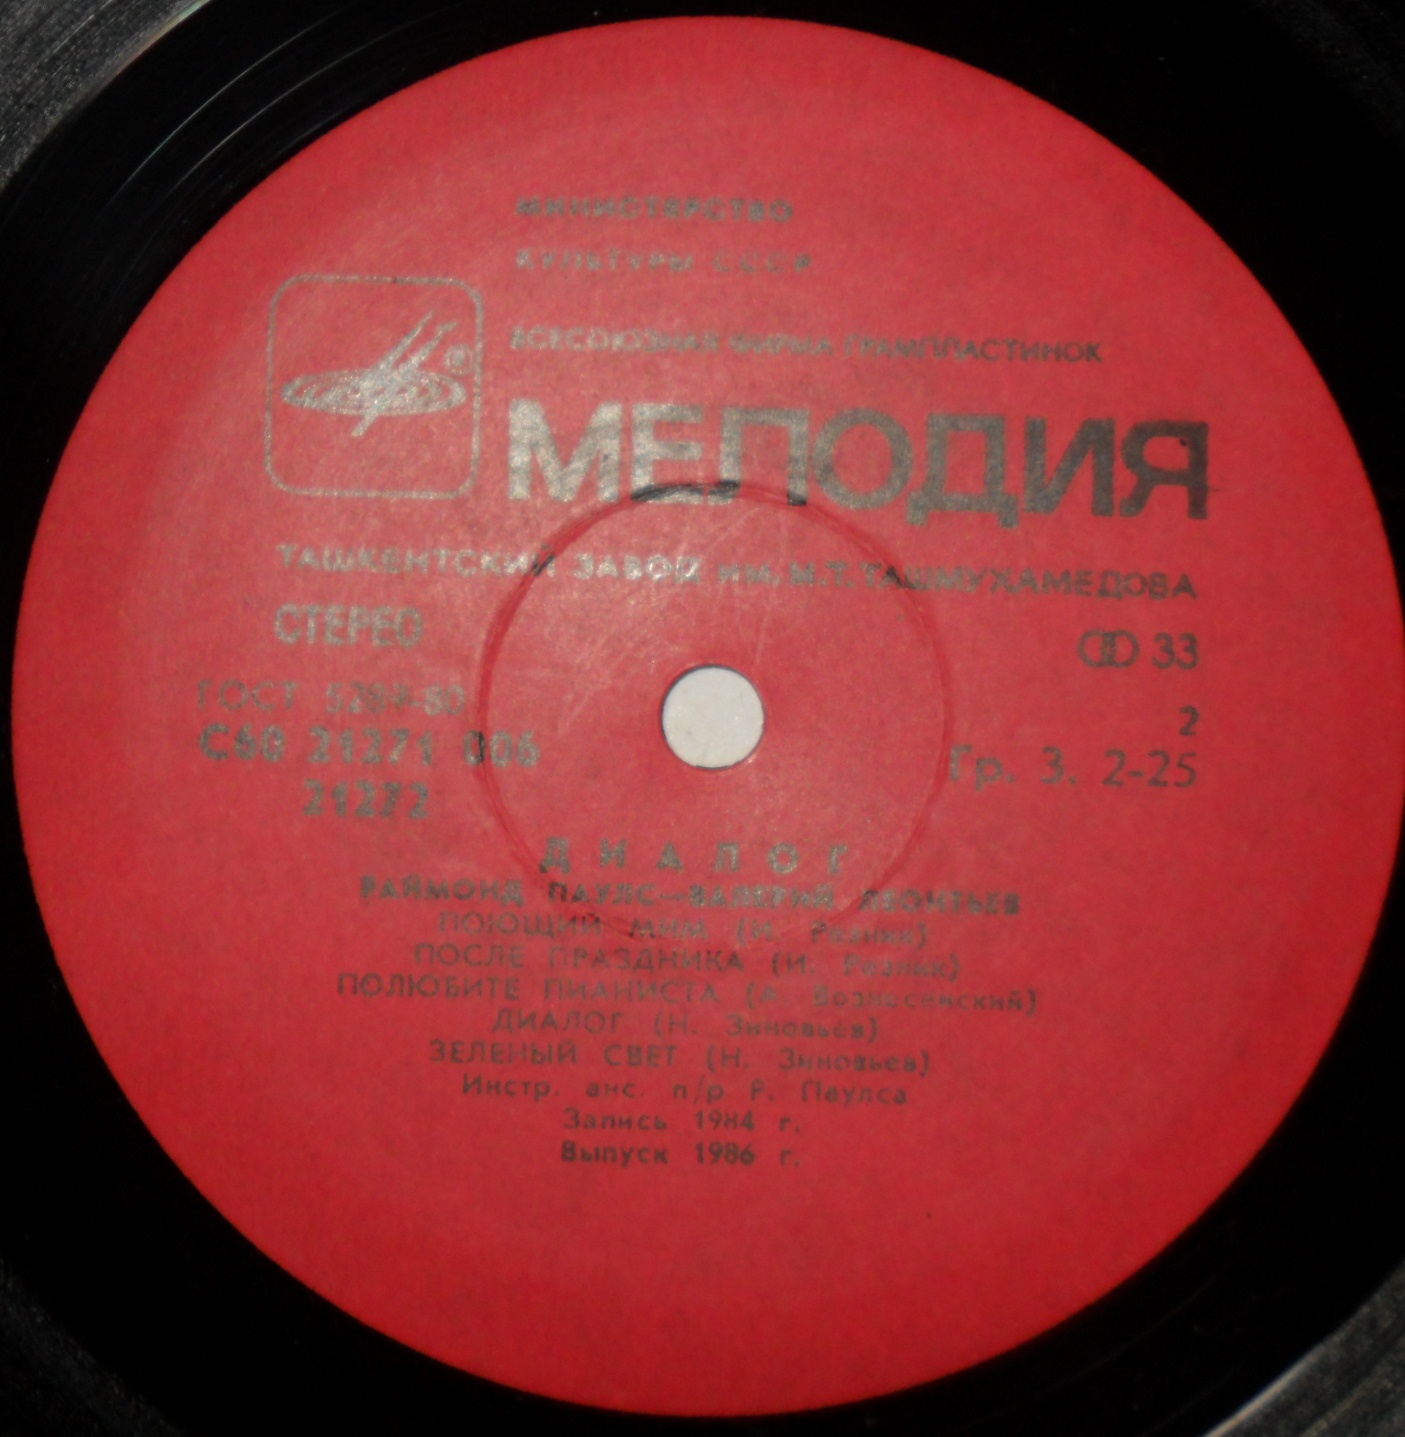 МИНИСТЕРСТВО
КУЛЬТУРЫ СССР
ВСЕСОЮЗНАЯ ФИРМА ГРАМПЛАСТИНОК
®
МЕЛОДИЯ
ТАШКЕНТСКИЙ ЗАВОД им. М.Т. ТАШМУХАМЕДОВА
СТЕРЕО
33
ГОСТ 5289-80
2
С60 21271 006
Гр. 3. 2-25
21272
ДИАЛОГ
РАЙМОНД ПАУЛС—ВАЛЕРИЙ ЛЕОНТЬЕВ
ПОЮЩИЙ МИМ (И. Резник)
ПОСЛЕ ПРАЗДНИКА (И. Резник)
ПОЛЮБИТЕ ПИАНИСТА (А. Вознесенский)
ДИАЛОГ (Н. Зиновьев)
ЗЕЛЕНЫЙ СВЕТ (Н. Зиновьев)
Инстр. анс. п/р Р. Паулса
Запись 1984 г.
Выпуск 1986 г.